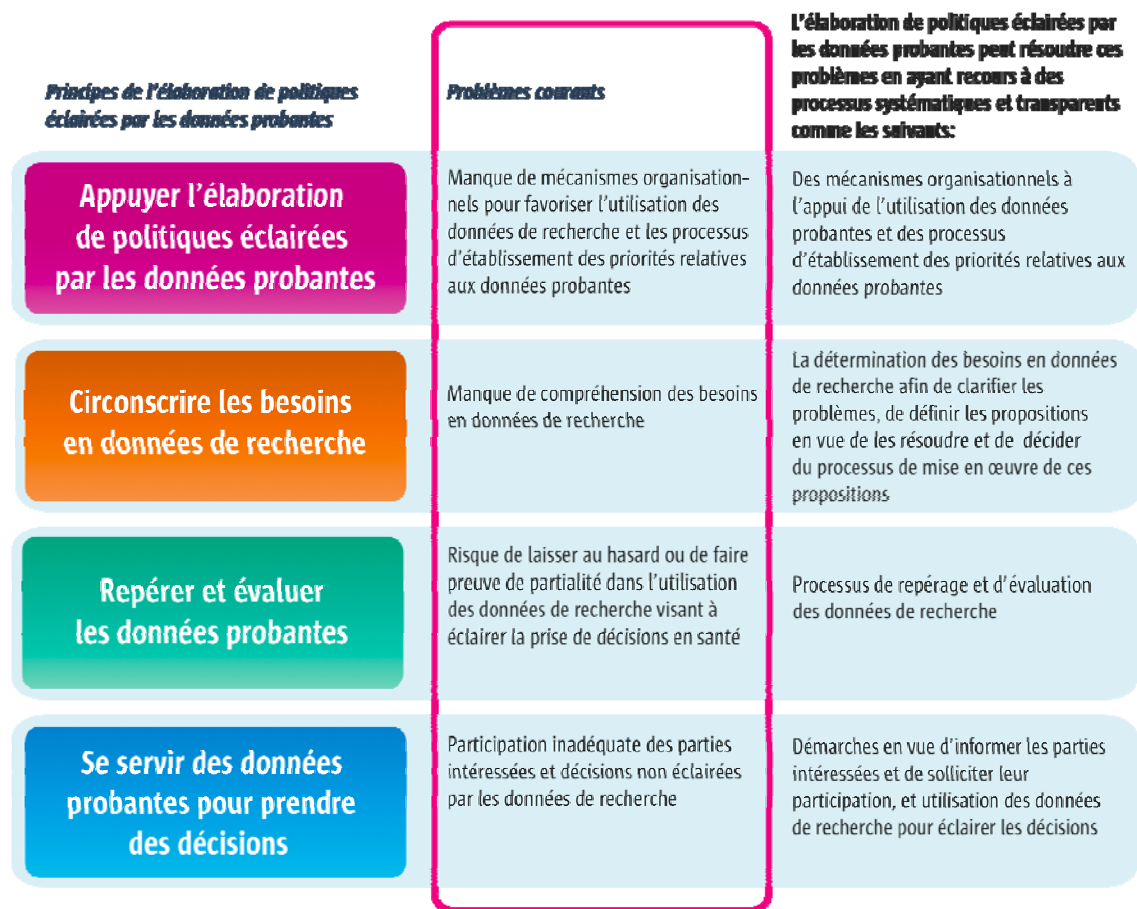 Principes de l'élaboration de politiques
éclairées par les données probantes
Problèmes courants
L'élaboration de politiques éclairées par
les données probantes peut résoudre ces
problèmes en ayant recours à des
processus systématiques et transparents
comme les suivants:
Appuyer l'élaboration
de politiques éclairées
par les données probantes
Manque de mécanismes organisation-
nels pour favoriser l'utilisation des
données de recherche et les processus
d'établissement des priorités relatives
aux données probantes
Des mécanismes organisationnels à
l'appui de l'utilisation des données
probantes et des processus
d'établissement des priorités relatives aux
données probantes
Circonscrire les besoins
en données de recherche
Manque de compréhension des besoins
en données de recherche
La détermination des besoins en données
de recherche afin de clarifier les
problèmes, de définir les propositions
en vue de les résoudre et de décider
du processus de mise en œuvre de ces
propositions
Repérer et évaluer
les données probantes
Risque de laisser au hasard ou de faire
preuve de partialité dans l'utilisation
des données de recherche visant à
éclairer la prise de décisions en santé
Processus de repérage et d'évaluation
des données de recherche
Se servir des données
probantes pour prendre
des décisions
Participation inadéquate des parties
intéressées et décisions non éclairées
par les données de recherche
Démarches en vue d'informer les parties
intéressées et de solliciter leur
participation, et utilisation des données
de recherche pour éclairer les décisions